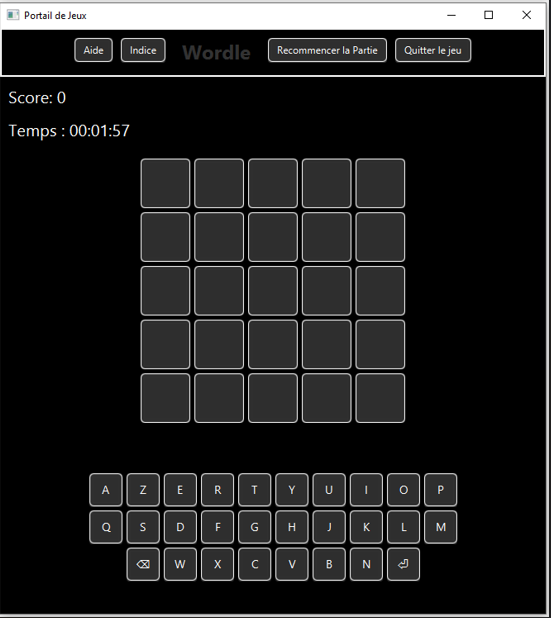 Portail de Jeux
Aide Indice Wordle Recommencer la Partie Quitter le jeu
Score: 0
Temps : 00:01:57
A Z E R T Y U I O P
Q S D F G H J K L M
⌫ W X C V B N ⏎